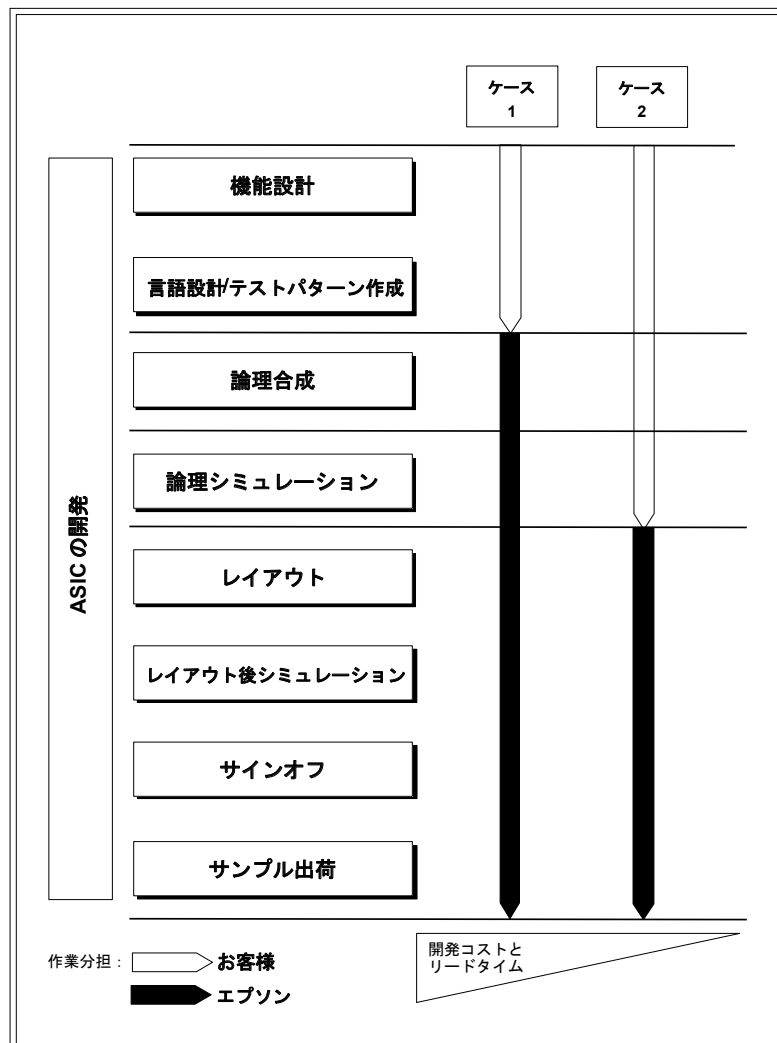 ケース
1
ケース
2
ASICの開発
機能設計
言語設計/テストパターン作成
論理合成
論理シミュレーション
レイアウト
レイアウト後シミュレーション
サインオフ
サンプル出荷
作業分担：
お客様
エプソン
開発コストと
リードタイム